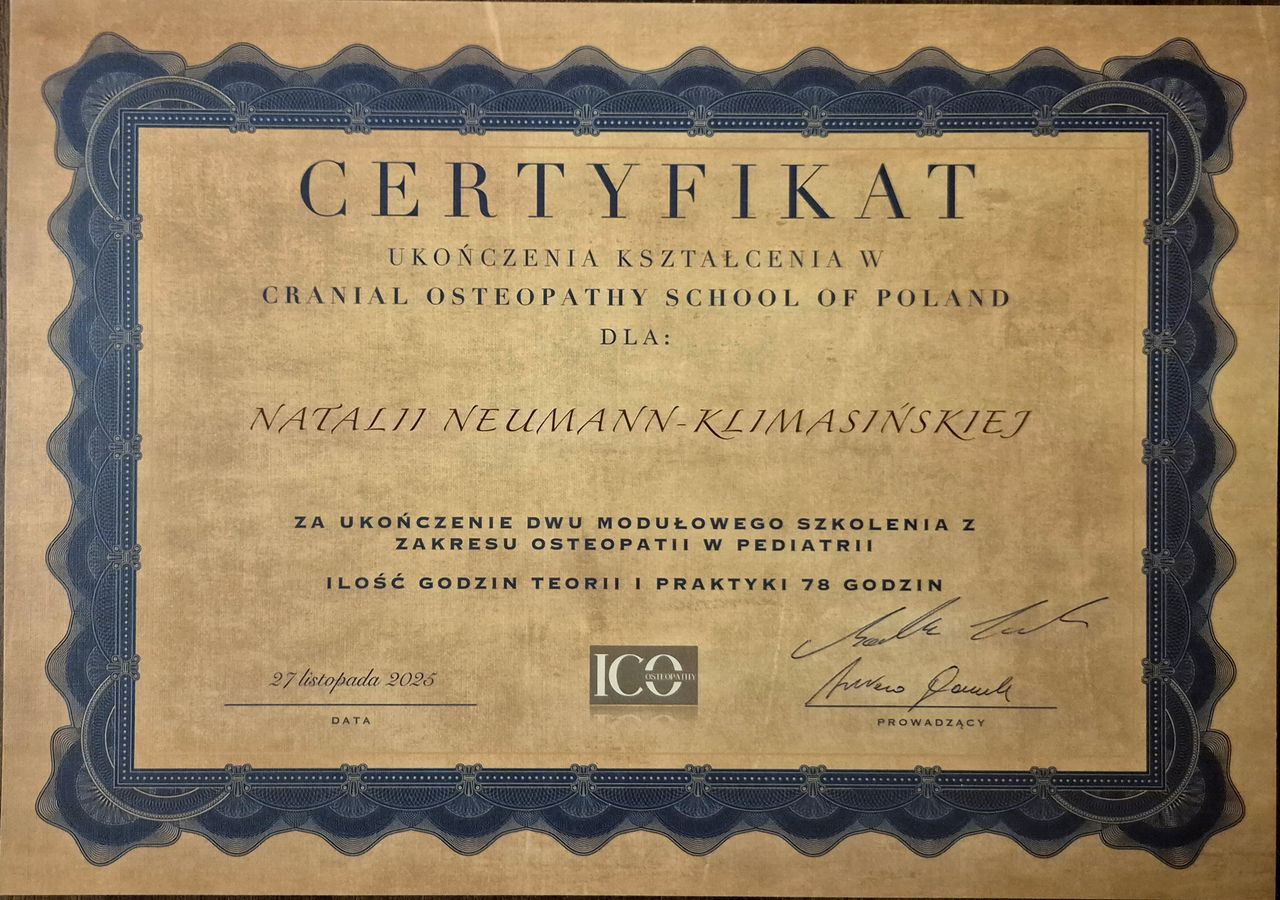 CERTYFIKAT
UKOŃCZENIA KSZTAŁCENIA W
CRANIAL OSTEOPATHY SCHOOL OF POLAND
DLA:
NATALII NEUMANN-KLIMASIŃSKIEJ
ZA UKOŃCZENIE DWU MODUŁOWEGO SZKOLENIA Z
ZAKRESU OSTEOPATII W PEDIATRII
ILOŚĆ GODZIN TEORII I PRAKTYKI 78 GODZIN
27 listopada 2025
DATA
ICO
OSTEOPATHY
PROWADZĄCY